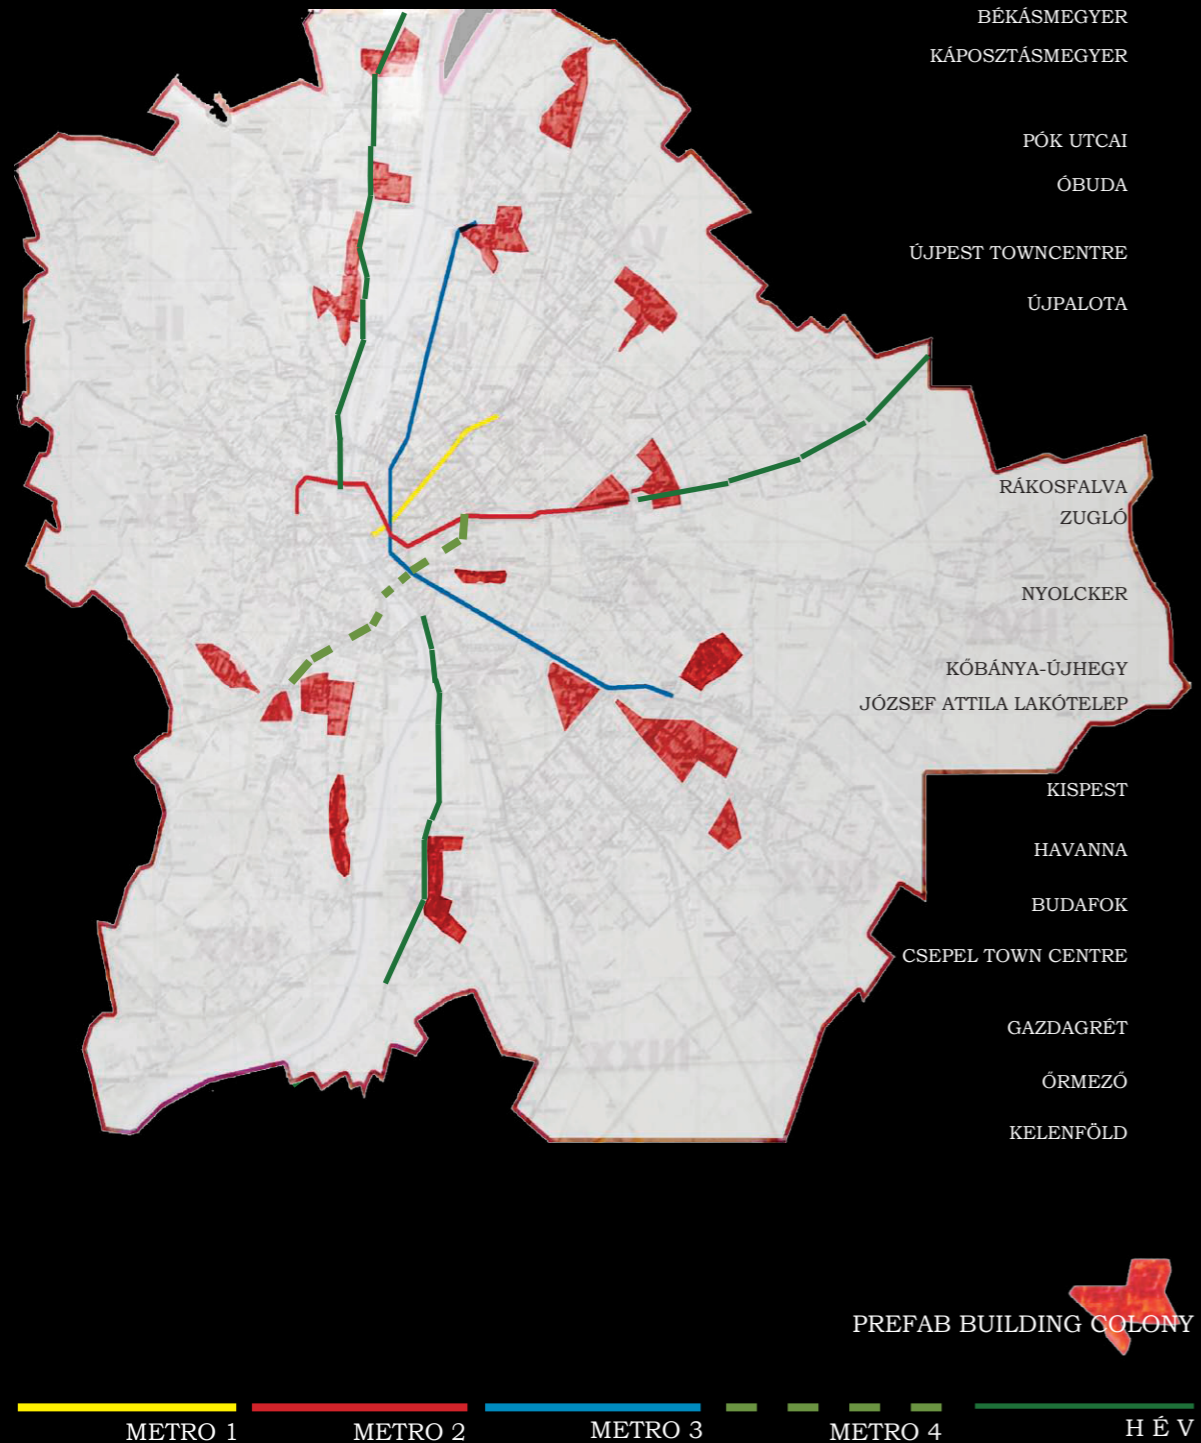 BÉKÁSMEGYER
KÁPOSZTÁSMEGYER
PÓK UTCAI
ÓBUDA
ÚJPEST TOWNCENTRE
ÚJPALOTA
RÁKOSFALVA
ZUGLÓ
NYOLCKER
KŐBÁNYA-ÚJHEGY
JÓZSEF ATTILA LAKÓTELEP
KISPEST
HAVANNA
BUDAFOK
CSEPEL TOWN CENTRE
GAZDAGRÉT
ŐRMEZŐ
KELENFÖLD
XXIII
PREFAB BUILDING COLONY
METRO 1
METRO 2
METRO 3
METRO 4
H É V